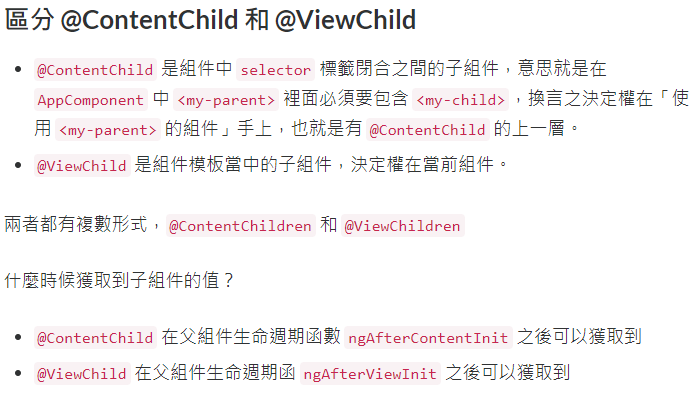 區分 @ContentChild 和 @ViewChild
@ContentChild 是組件中 selector 標籤閉合之間的子組件，意思就是在
AppComponent 中 <my-parent> 裡面必須要包含 <my-child>，換言之決定權在「使
用 <my-parent> 的組件」手上，也就是有 @ContentChild 的上一層。
@ViewChild 是組件模板當中的子組件，決定權在當前組件。
兩者都有複數形式，@ContentChildren 和 @ViewChildren
什麼時候獲取到子組件的值？
@ContentChild 在父組件生命週期函數 ngAfterContentInit 之後可以獲取到
@ViewChild 在父組件生命週期函 ngAfterViewInit 之後可以獲取到